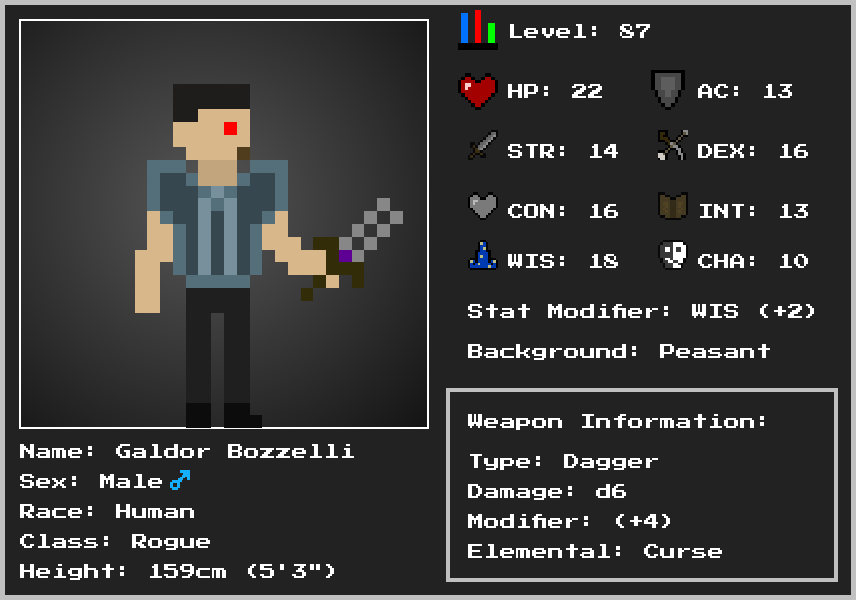 Level: 87
HP: 22
AC: 13
STR: 14
DEX: 16
CON: 16
INT: 13
WIS: 18
CHA: 10
Stat Modifier: WIS (+2)
Background: Peasant
Weapon Information:
Type: Dagger
Damage: d6
Modifier: (+4)
Elemental: Curse
Name: Galdor Bozzelli
Sex: Male♂
Race: Human
Class: Rogue
Height: 159cm (5'3")